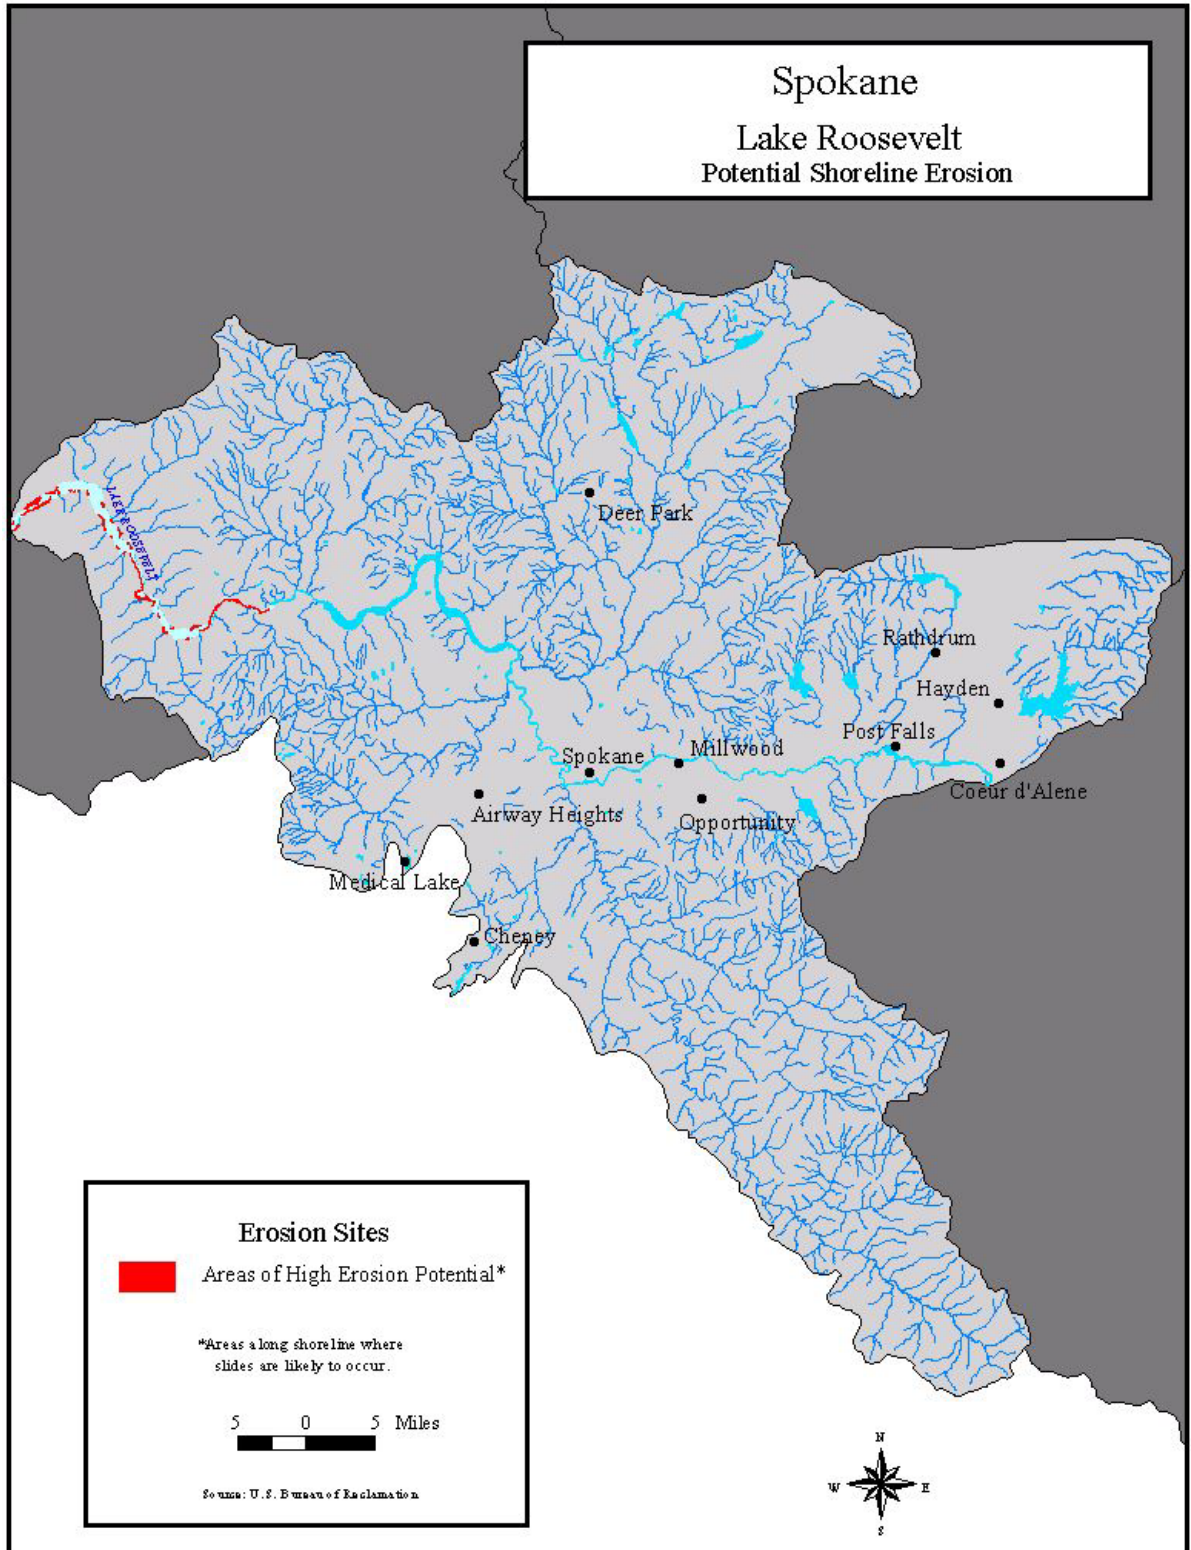 Spokane
Lake Roosevelt
Potential Shoreline Erosion
LAKE ROOSEVELT
Deer Park
Rathdrum
Hayden
Post Falls
Millwood
Spokane
Coeur d'Alene
Airway Heights
Opportunity
Medical Lake
Cheney
Erosion Sites
Areas of High Erosion Potential*
*Areas along shoreline where
slides are likely to occur.
5 0 5 Miles
Source: U.S. Bureau of Reclamation
N
W E
S